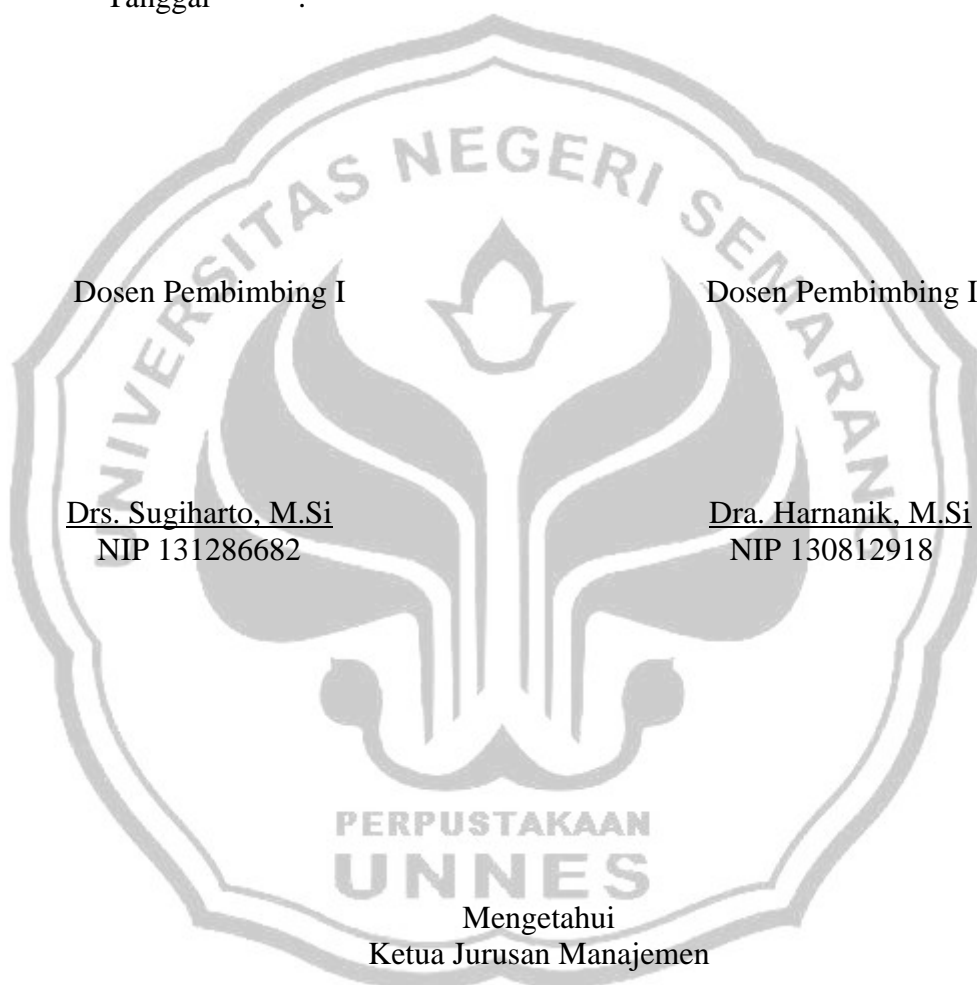 UNIVERSITAS NEGERI SEMARANG
Dosen Pembimbing I
Dosen Pembimbing I
Drs. Sugiharto, M.Si
Dra. Harnanik, M.Si
NIP 131286682
NIP 130812918
PERPUSTAKAAN
UNNES
Mengetahui
Ketua Jurusan Manajemen